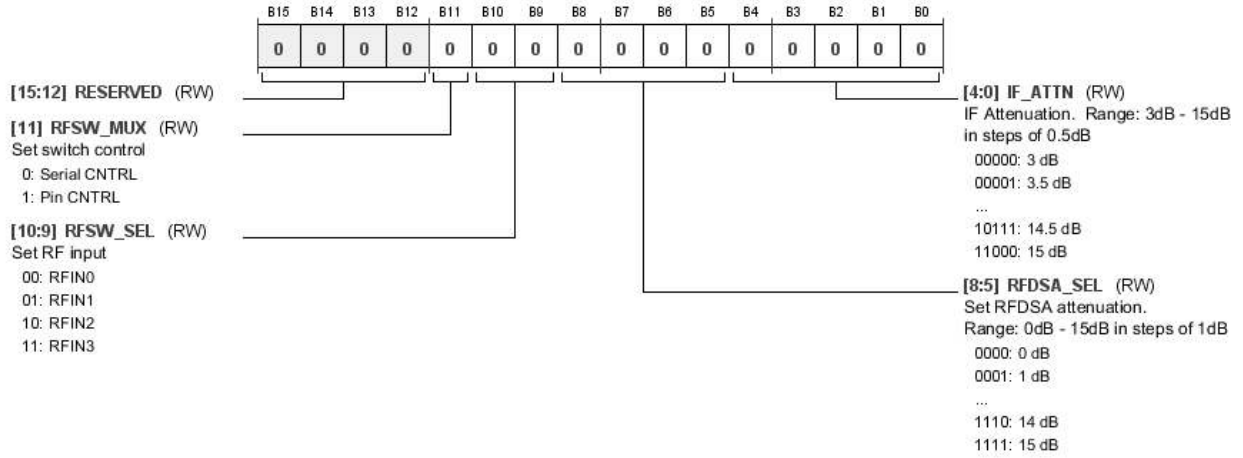 B15 B14 B13 B12 B11 B10 B9 B8 B7 B6 B5 B4 B3 B2 B1 B0
0 0 0 0 0 0 0 0 0 0 0 0 0 0 0 0
[15:12] RESERVED (RW)
[11] RFSW_MUX (RW)
Set switch control
0: Serial CNTRL
1: Pin CNTRL
[10:9] RFSW_SEL (RW)
Set RF input
00: RFIN0
01: RFIN1
10: RFIN2
11: RFIN3
[4:0] IF_ATTN (RW)
IF Attenuation. Range: 3dB - 15dB
in steps of 0.5dB
00000: 3 dB
00001: 3.5 dB
...
10111: 14.5 dB
11000: 15 dB
[8:5] RFDSA_SEL (RW)
Set RFDSA attenuation.
Range: 0dB - 15dB in steps of 1dB
0000: 0 dB
0001: 1 dB
...
1110: 14 dB
1111: 15 dB